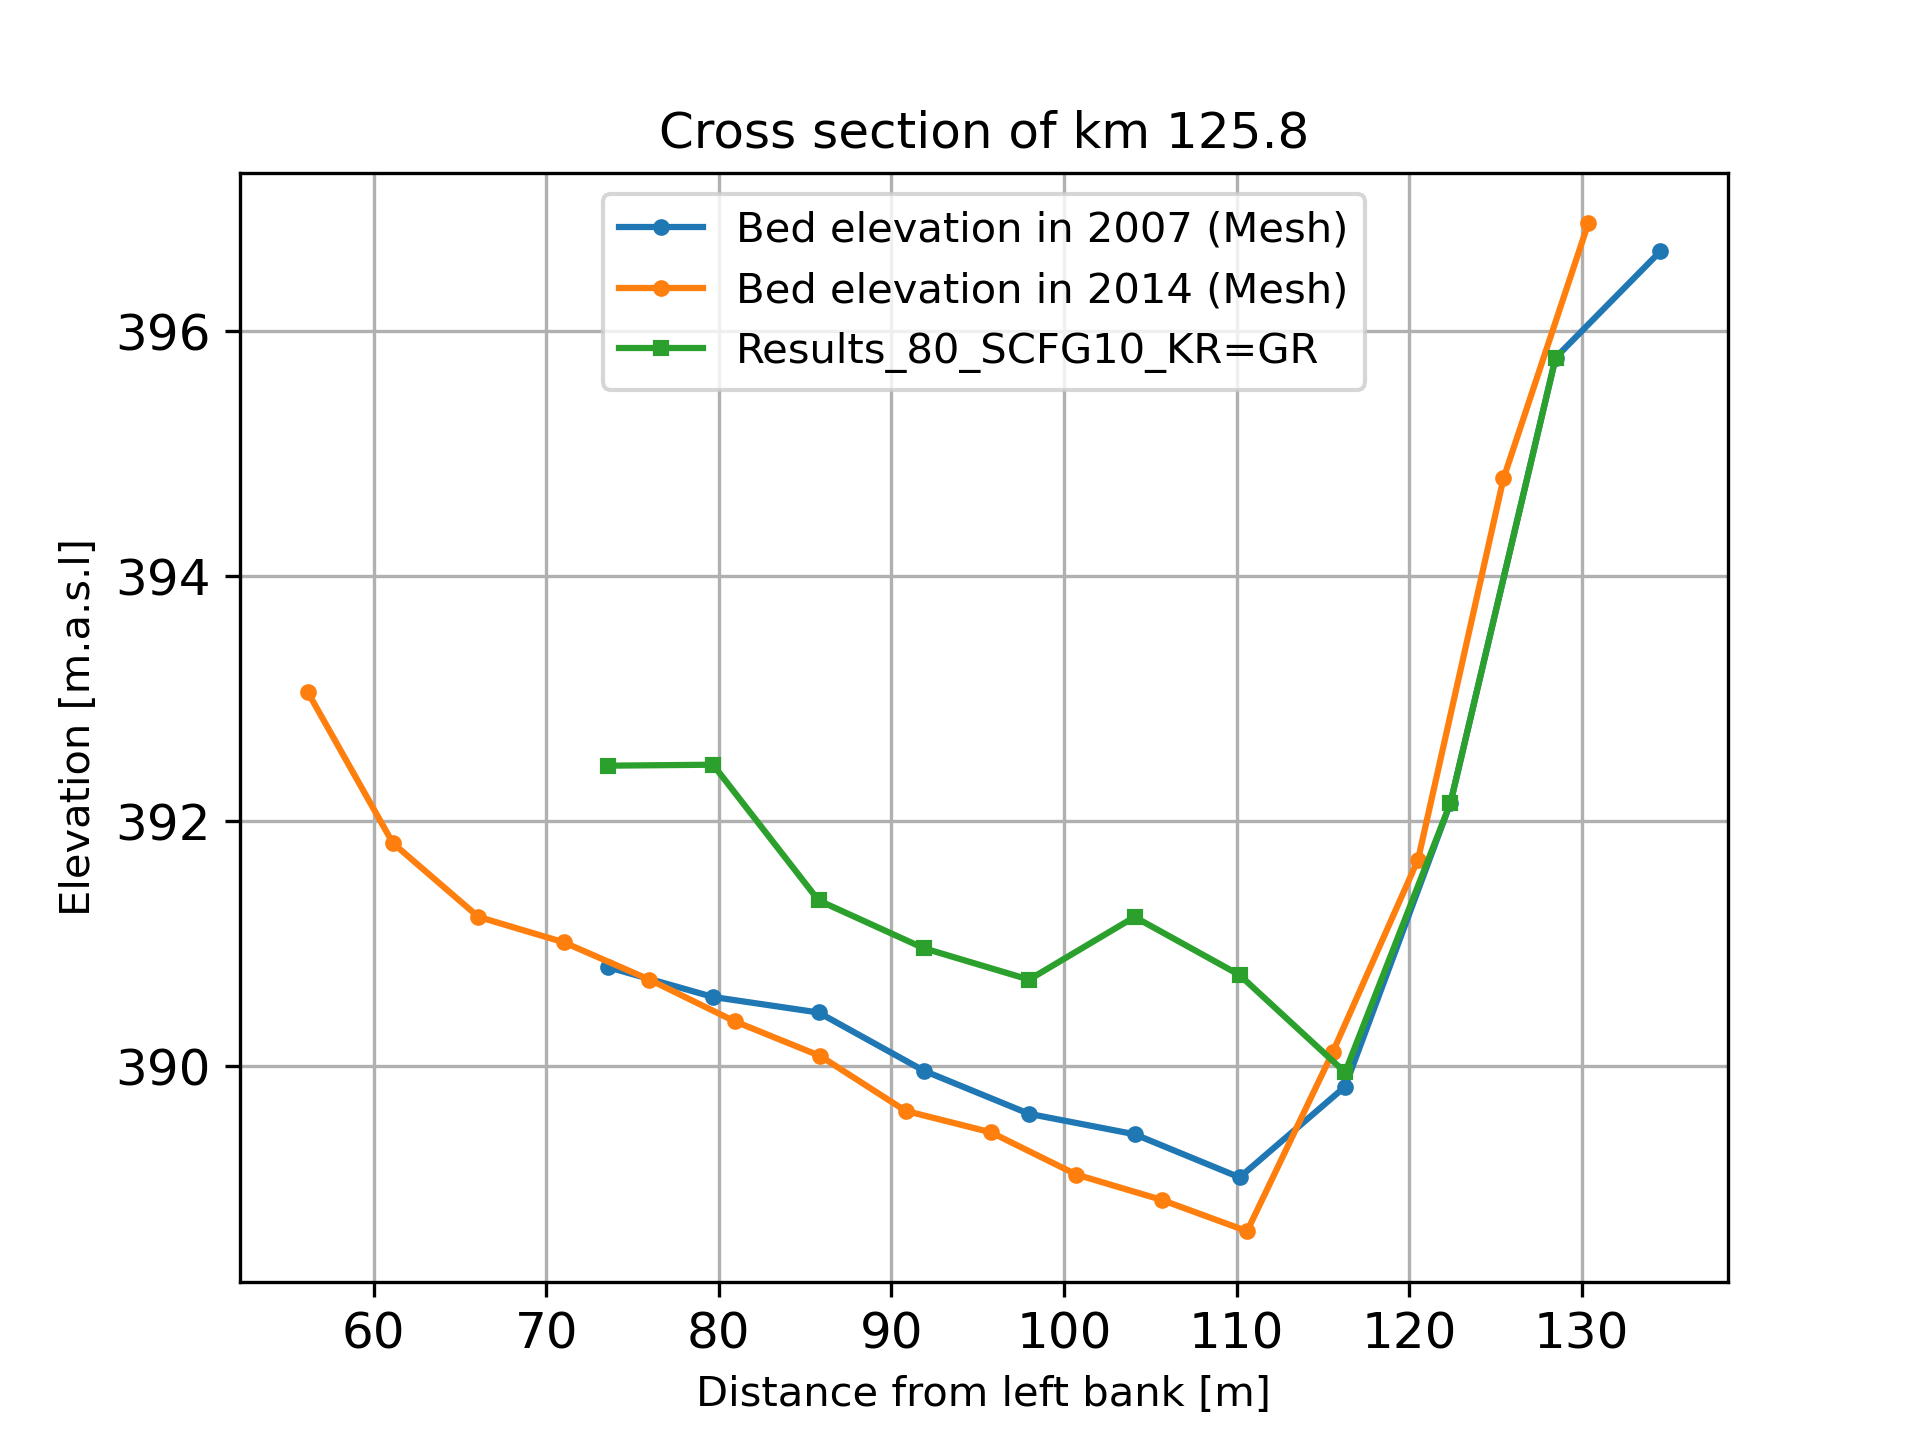 Cross section of km 125.8
Bed elevation in 2007 (Mesh)
Bed elevation in 2014 (Mesh)
Results_80_SCFG10_KR=GR
396
394
392
390
Elevation [m.a.s.l]
60 70 80 90 100 110 120 130
Distance from left bank [m]